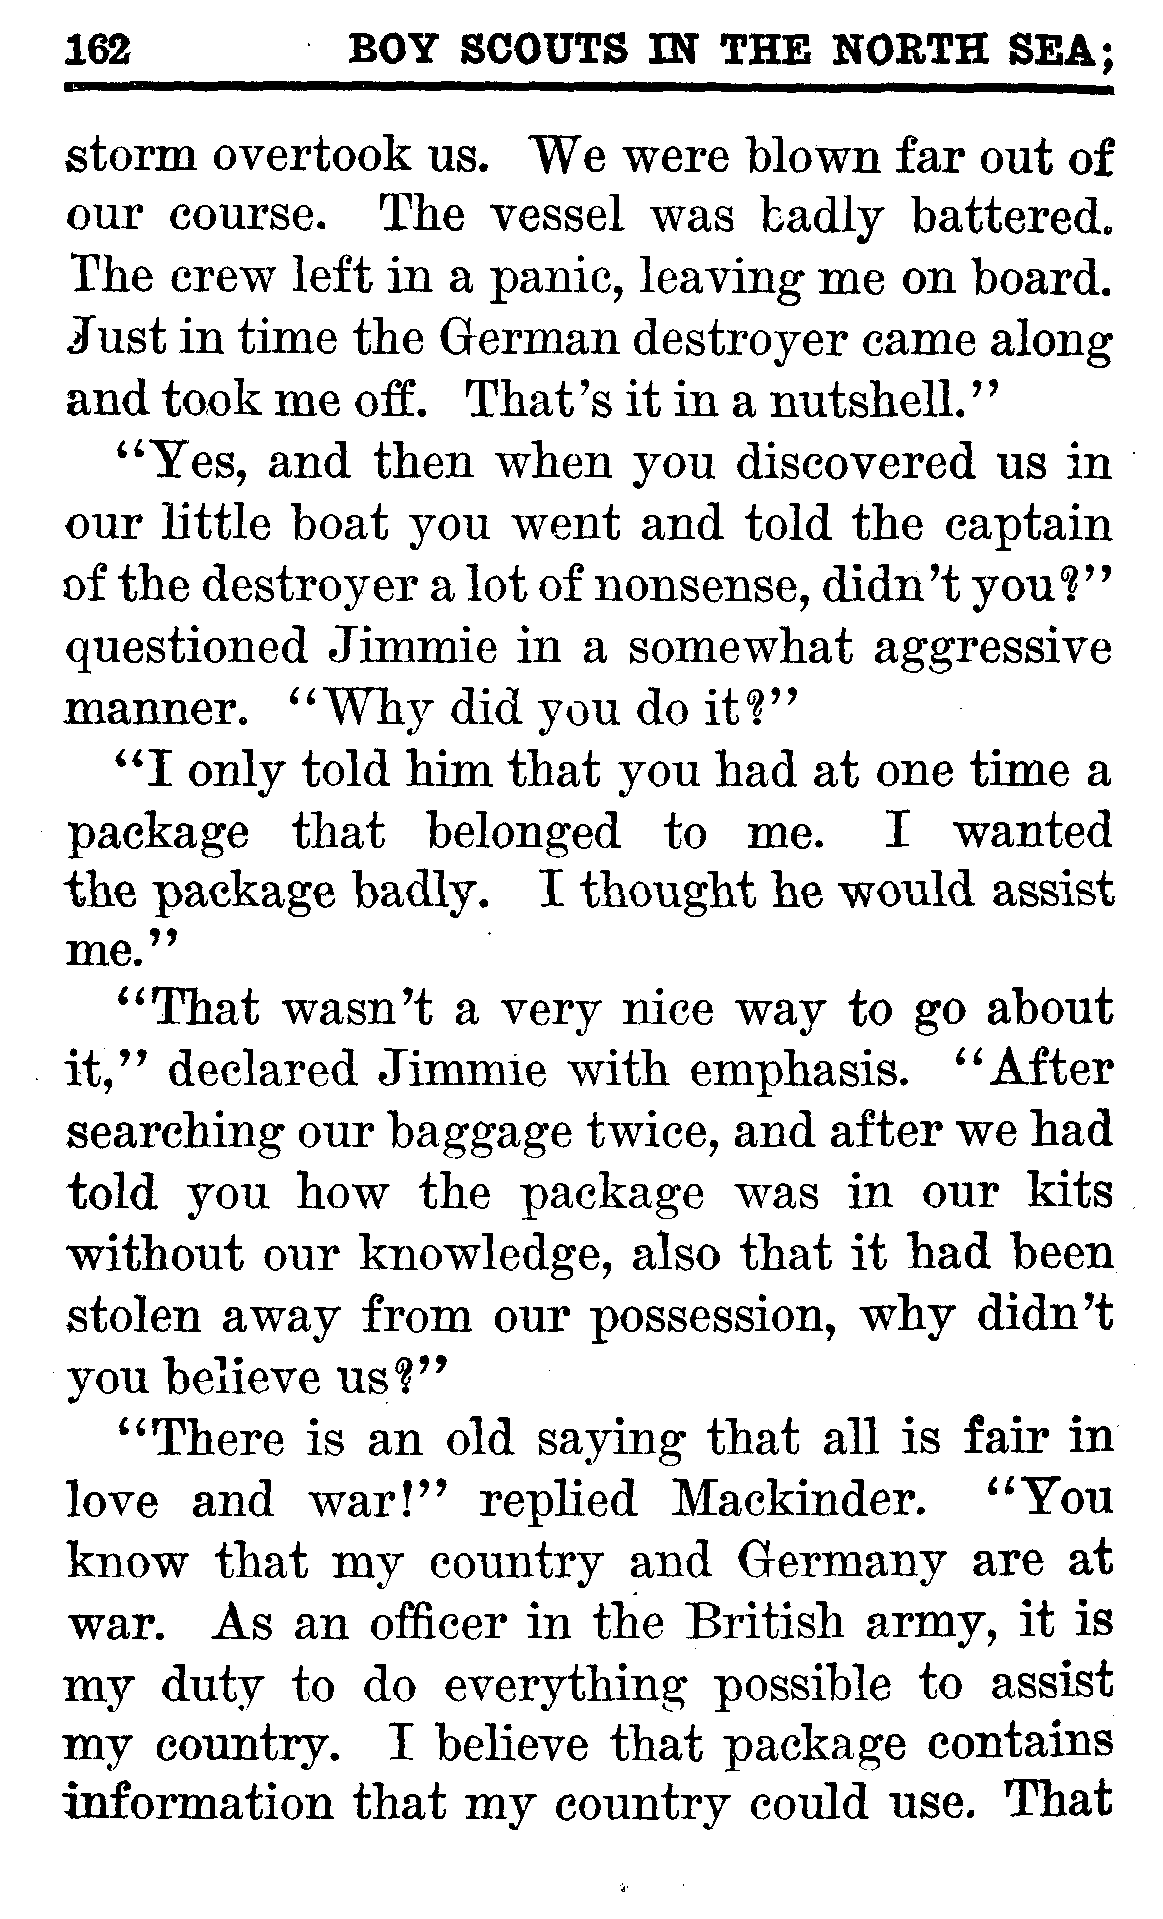 162 BOY SCOUTS IN THE NORTH SEA;
storm overtook us. We were blown far out of
our course. The vessel was badly battered.
The crew left in a panic, leaving me on board.
Just in time the German destroyer came along
and took me off. That's it in a nutshell."
"Yes, and then when you discovered us in
our little boat you went and told the captain
of the destroyer a lot of nonsense, didn't you?"
questioned Jimmie in a somewhat aggressive
manner. "Why did you do it?"
"I only told him that you had at one time a
package that belonged to me. I wanted
the package badly. I thought he would assist
me."
"That wasn't a very nice way to go about
it," declared Jimmie with emphasis. "After
searching our baggage twice, and after we had
told you how the package was in our kits
without our knowledge, also that it had been
stolen away from our possession, why didn't
you believe us?"
"There is an old saying that all is fair in
love and war!" replied Mackinder. "You
know that my country and Germany are at
war. As an officer in the British army, it is
my duty to do everything possible to assist
my country. I believe that package contains
information that my country could use. That